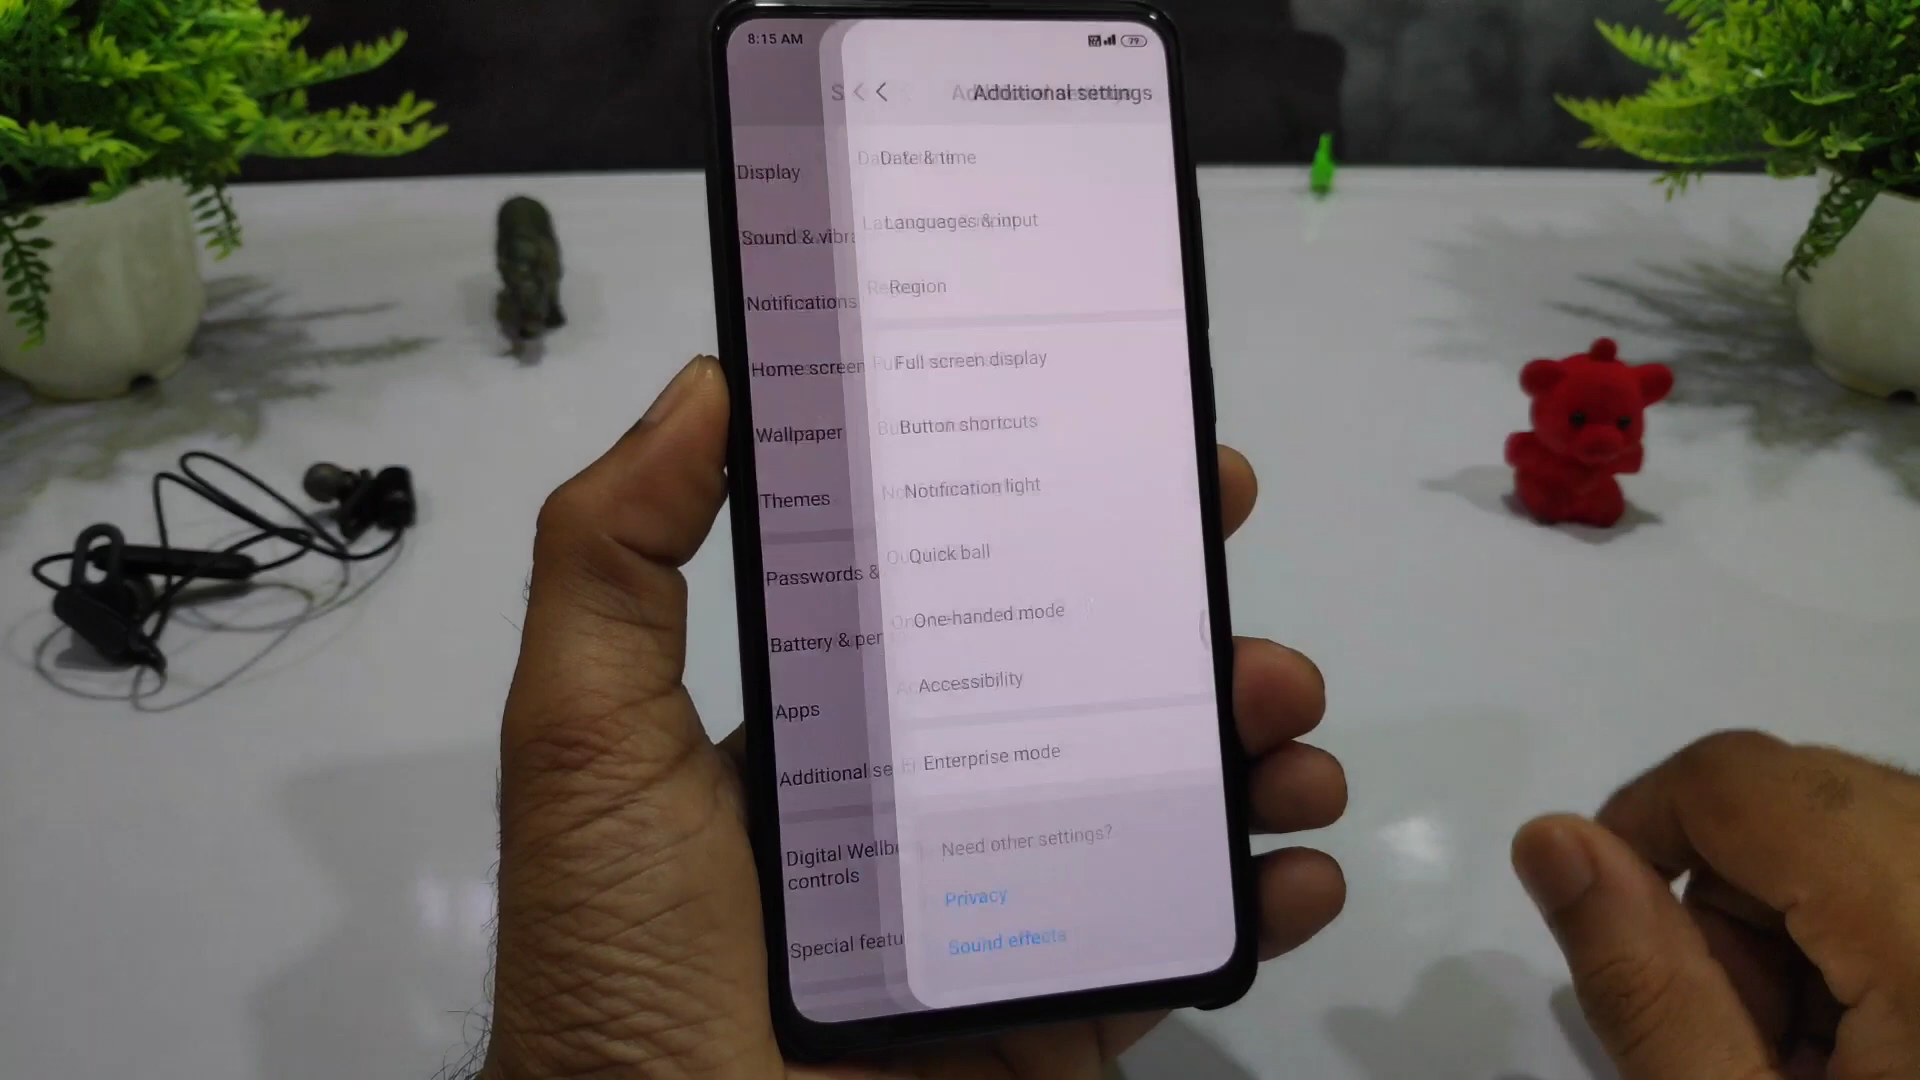 8:15 AM
79
S
Additional settings
Display
Sound & vibr
Notifications
Home screen
Wallpaper
Themes
Passwords &
Battery & per
Apps
Additional se
Digital Wellb
controls
Special featu
Date & time
Languages & input
Region
Full screen display
Button shortcuts
Notification light
Quick ball
One-handed mode
Accessibility
Enterprise mode
Need other settings?
Privacy
Sound effects